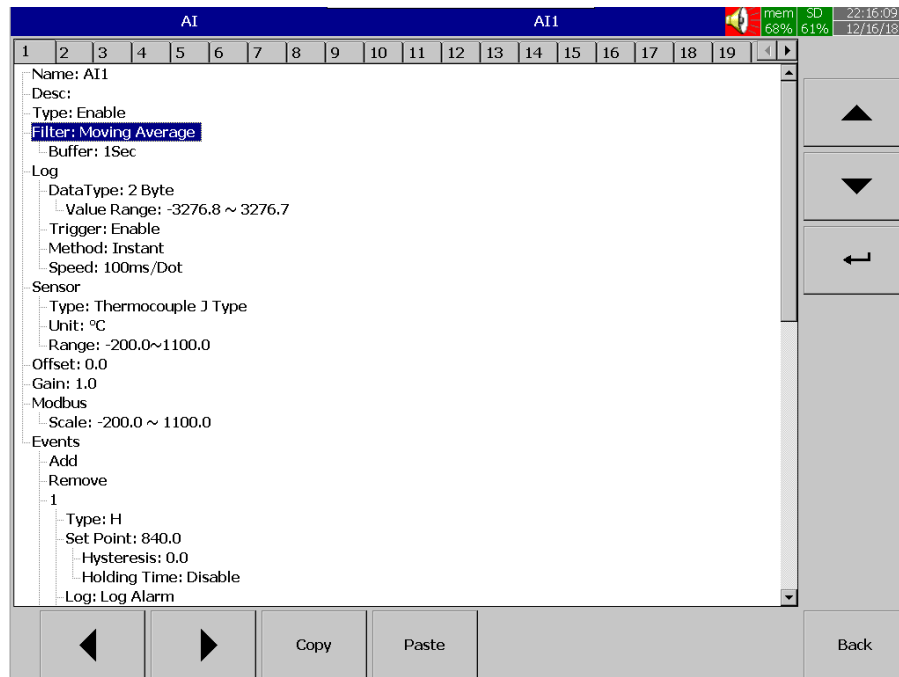 AI AI1 mem SD 22:16:09
68% 61% 12/16/18
1 2 3 4 5 6 7 8 9 10 11 12 13 14 15 16 17 18 19
Name: AI1
Desc:
Type: Enable
Filter: Moving Average
Buffer: 1Sec
Log
DataType: 2 Byte
Value Range: -3276.8 ~ 3276.7
Trigger: Enable
Method: Instant
Speed: 100ms/Dot
Sensor
Type: Thermocouple J Type
Unit: °C
Range: -200.0~1100.0
Offset: 0.0
Gain: 1.0
Modbus
Scale: -200.0 ~ 1100.0
Events
Add
Remove
1
Type: H
Set Point: 840.0
Hysteresis: 0.0
Holding Time: Disable
Log: Log Alarm
Copy Paste Back